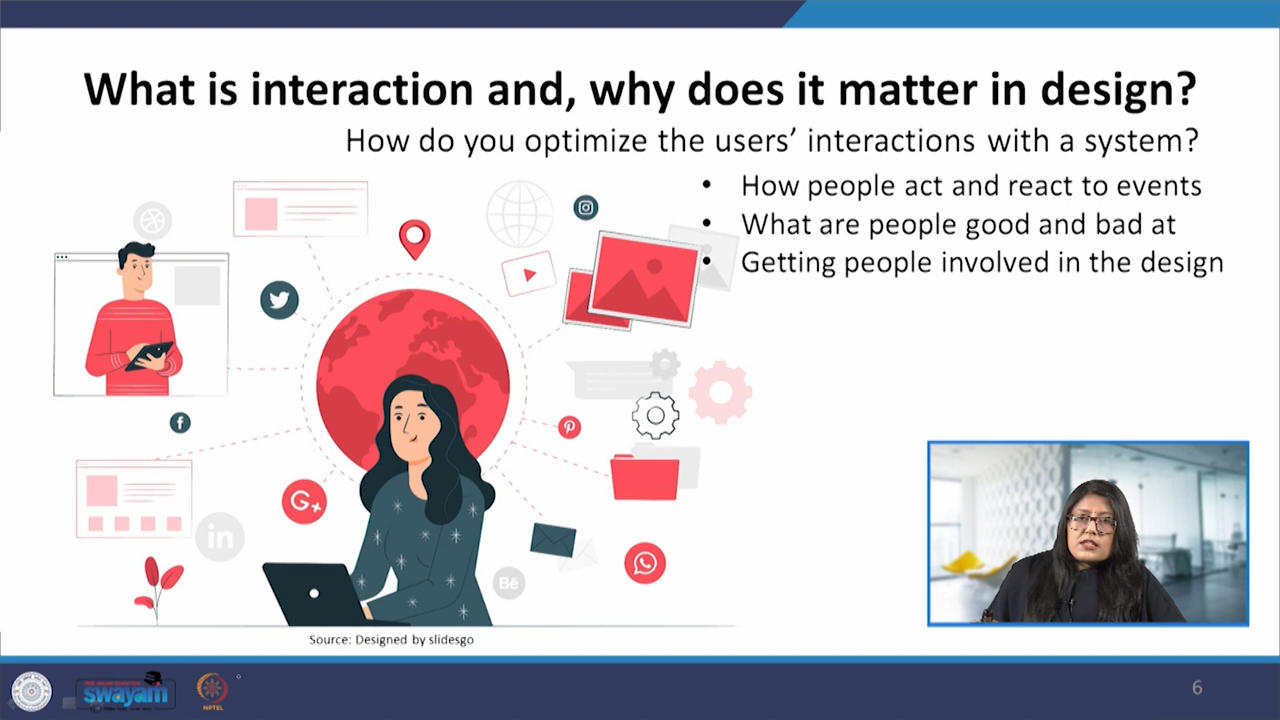 What is interaction and, why does it matter in design?
How do you optimize the users’ interactions with a system?
• How people act and react to events
• What are people good and bad at
• Getting people involved in the design
G+
in
Bē
Source: Designed by slidesgo
swayam
NPTEL
6